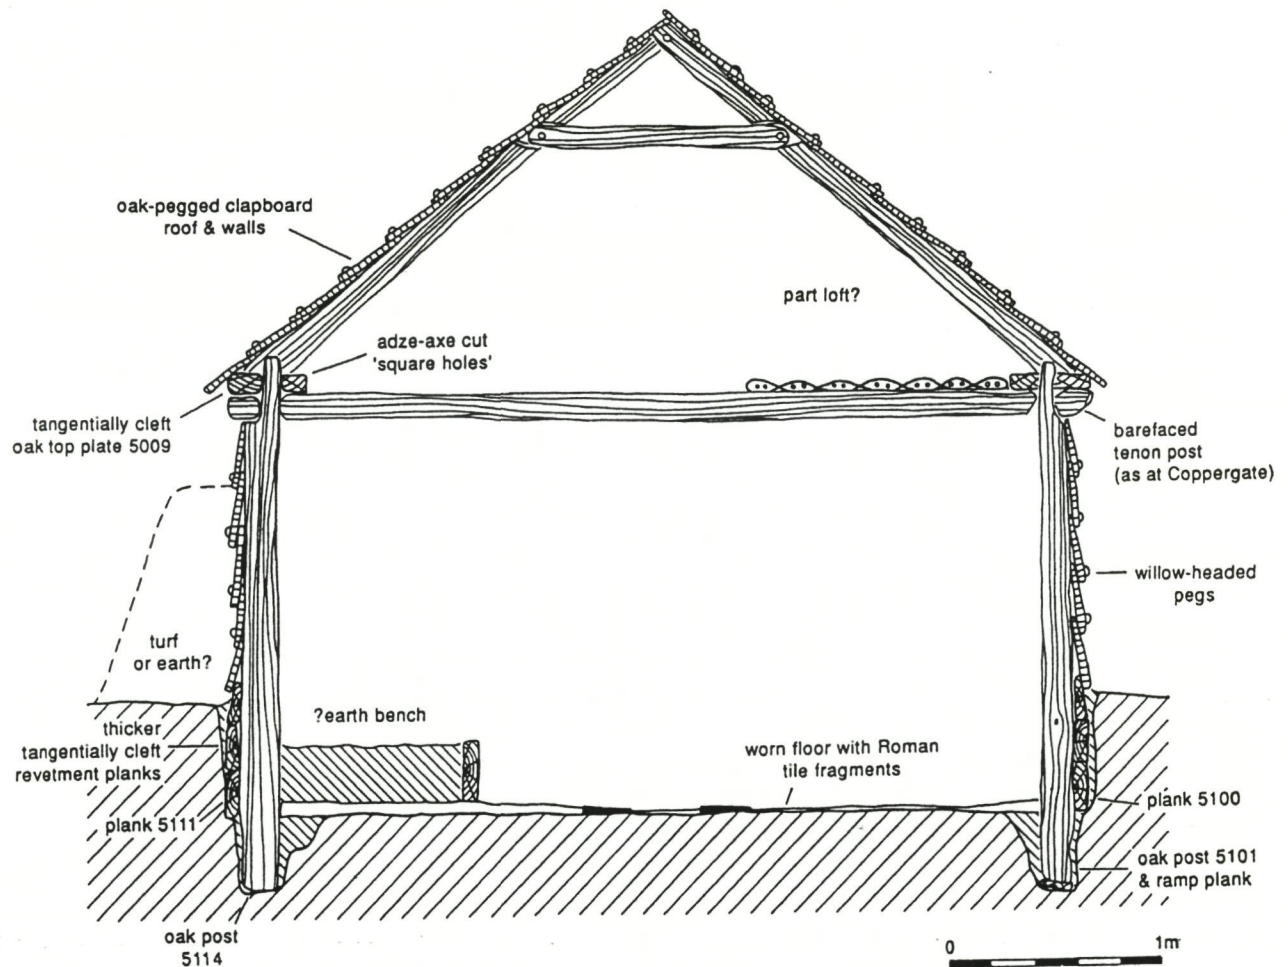 oak-pegged clapboard
roof & walls
part loft?
adze-axe cut
'square holes'
tangentially cleft
oak top plate 5009
barefaced
tenon post
(as at Coppergate)
willow-headed
pegs
turf
or earth?
?earth bench
thicker
tangentially cleft
revetment planks
worn floor with Roman
tile fragments
plank 5100
plank 5111
oak post 5101
& ramp plank
oak post
5114
0 1m